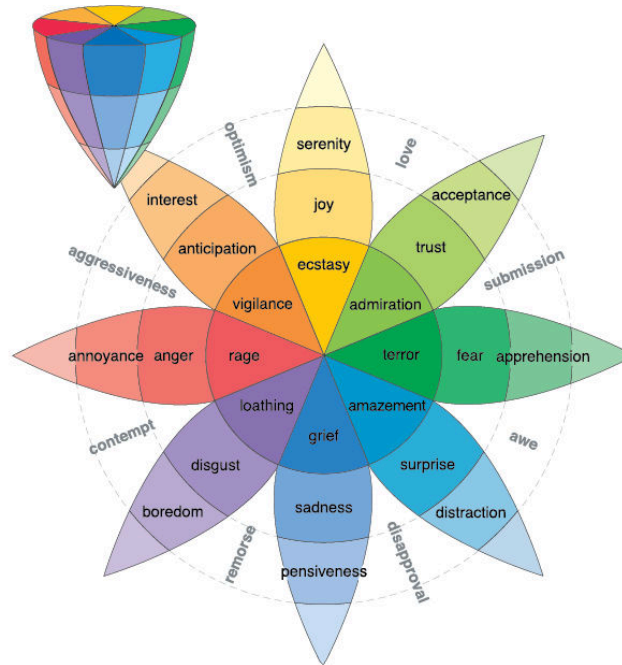 optimism
love
serenity
interest
acceptance
joy
anticipation
trust
aggressiveness
ecstasy
submission
vigilance
admiration
annoyance
anger
rage
terror
fear
apprehension
loathing
amazement
contempt
grief
awe
disgust
surprise
boredom
sadness
distraction
remorse
disapproval
pensiveness